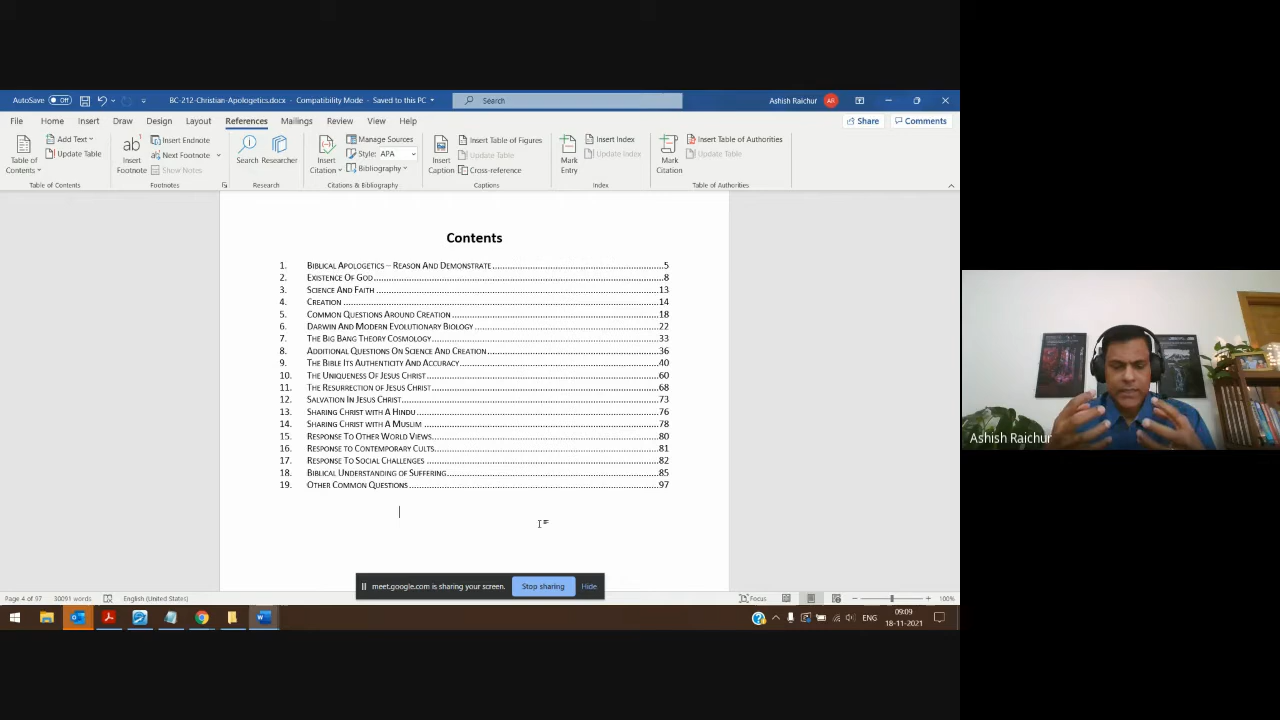 AutoSave Off BC-212-Christian-Apologetics.docx - Compatibility Mode - Saved to this PC Search Ashish Raichur AR
File Home Insert Draw Design Layout References Mailings Review View Help Share Comments
Table of Contents Add Text Update Table Table of Contents
Insert Footnote Insert Endnote Next Footnote Show Notes Footnotes
Search Researcher Research
Insert Citation Manage Sources Style: APA Bibliography Citations & Bibliography
Insert Caption Insert Table of Figures Update Table Cross-reference Captions
Mark Entry Insert Index Update Index Index
Mark Citation Insert Table of Authorities Update Table Table of Authorities
Contents
1. Biblical Apologetics – Reason And Demonstrate 5
2. Existence Of God 8
3. Science And Faith 13
4. Creation 14
5. Common Questions Around Creation 18
6. Darwin And Modern Evolutionary Biology 22
7. The Big Bang Theory Cosmology 33
8. Additional Questions On Science And Creation 36
9. The Bible Its Authenticity And Accuracy 40
10. The Uniqueness Of Jesus Christ 60
11. The Resurrection of Jesus Christ 68
12. Salvation In Jesus Christ 73
13. Sharing Christ with A Hindu 76
14. Sharing Christ with A Muslim 78
15. Response To Other World Views 80
16. Response to Contemporary Cults 81
17. Response To Social Challenges 82
18. Biblical Understanding of Suffering 85
19. Other Common Questions 97
meet.google.com is sharing your screen. Stop sharing Hide
Page 4 of 97 30091 words English (United States) Focus 100%
ENG 09:09
18-11-2021
Ashish Raichur